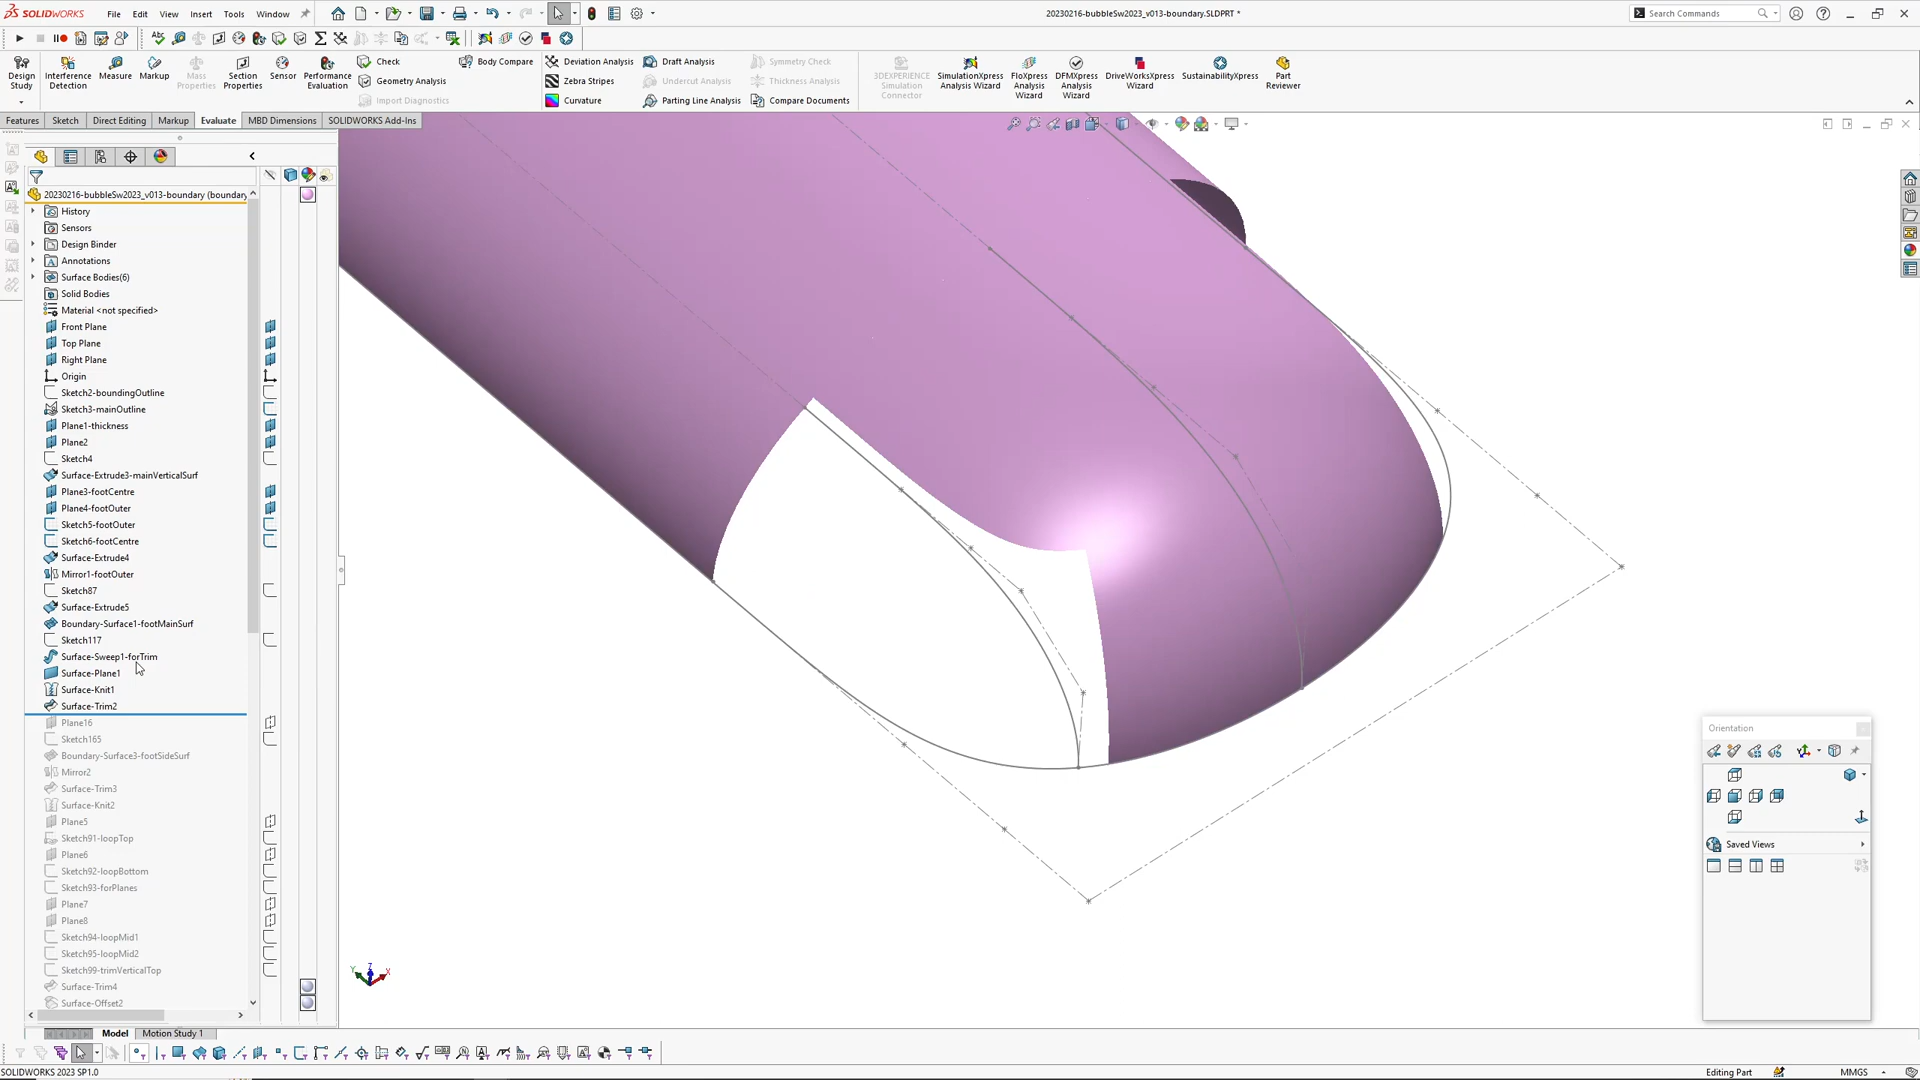 SOLIDWORKS File Edit View Insert Tools Window
20230216-bubbleSw2023_v013-boundary.SLDPRT *
Search Commands
Design Study
Interference Detection
Measure
Markup
Mass Properties
Section Properties
Sensor
Performance Evaluation
Check
Geometry Analysis
Import Diagnostics
Body Compare
Deviation Analysis
Zebra Stripes
Curvature
Draft Analysis
Undercut Analysis
Parting Line Analysis
Symmetry Check
Thickness Analysis
Compare Documents
3DEXPERIENCE Simulation Connector
SimulationXpress Analysis Wizard
FloXpress Analysis Wizard
DFMXpress Analysis Wizard
DriveWorksXpress Wizard
SustainabilityXpress
Part Reviewer
Features Sketch Direct Editing Markup Evaluate MBD Dimensions SOLIDWORKS Add-Ins
20230216-bubbleSw2023_v013-boundary (boundary
History
Sensors
Design Binder
Annotations
Surface Bodies(6)
Solid Bodies
Material <not specified>
Front Plane
Top Plane
Right Plane
Origin
Sketch2-boundingOutline
Sketch3-mainOutline
Plane1-thickness
Plane2
Sketch4
Surface-Extrude3-mainVerticalSurf
Plane3-footCentre
Plane4-footOuter
Sketch5-footOuter
Sketch6-footCentre
Surface-Extrude4
Mirror1-footOuter
Sketch87
Surface-Extrude5
Boundary-Surface1-footMainSurf
Sketch117
Surface-Sweep1-forTrim
Surface-Plane1
Surface-Knit1
Surface-Trim2
Plane16
Sketch165
Boundary-Surface3-footSideSurf
Mirror2
Surface-Trim3
Surface-Knit2
Plane5
Sketch91-loopTop
Plane6
Sketch92-loopBottom
Sketch93-forPlanes
Plane7
Plane8
Sketch94-loopMid1
Sketch95-loopMid2
Sketch99-trimVerticalTop
Surface-Trim4
Surface-Offset2
Orientation
Saved Views
Y Z X
Model Motion Study 1
SOLIDWORKS 2023 SP1.0
Editing Part
MMGS